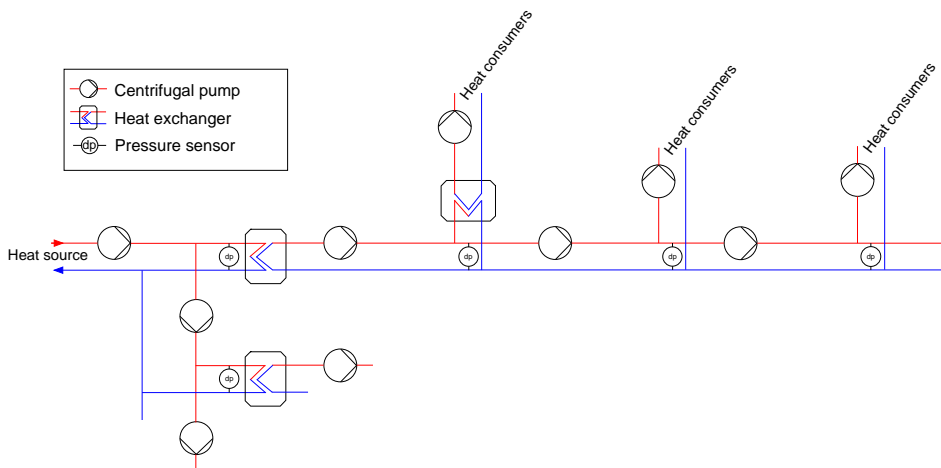 Heat consumers
Heat consumers
Heat consumers
Centrifugal pump
Heat exchanger
dp Pressure sensor
Heat source
dp
dp
dp
dp
dp